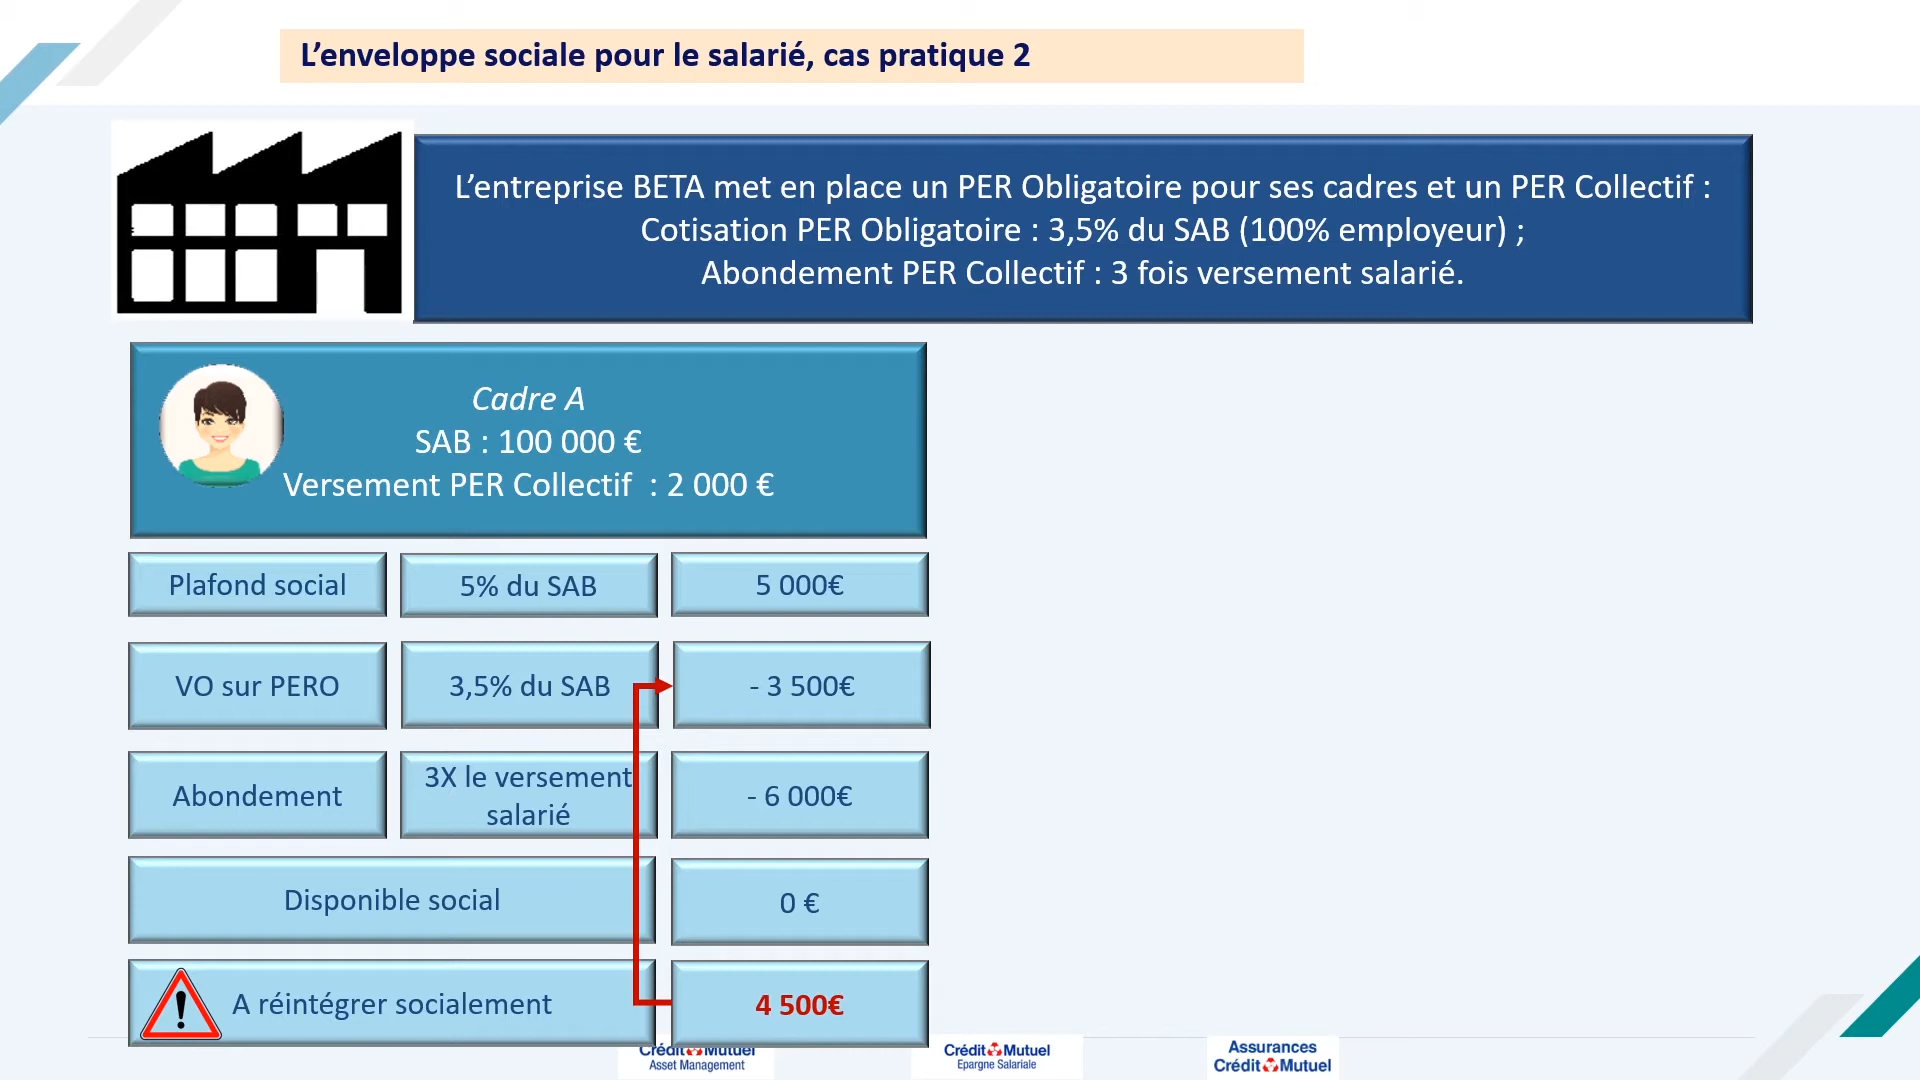 L’enveloppe sociale pour le salarié, cas pratique 2
L’entreprise BETA met en place un PER Obligatoire pour ses cadres et un PER Collectif :
Cotisation PER Obligatoire : 3,5% du SAB (100% employeur) ;
Abondement PER Collectif : 3 fois versement salarié.
Cadre A
SAB : 100 000 €
Versement PER Collectif : 2 000 €
Plafond social
5% du SAB
5 000€
VO sur PERO
3,5% du SAB
- 3 500€
Abondement
3X le versement
salarié
- 6 000€
Disponible social
0 €
A réintégrer socialement
4 500€
Crédit Mutuel
Asset Management
Crédit Mutuel
Epargne Salariale
Assurances
Crédit Mutuel